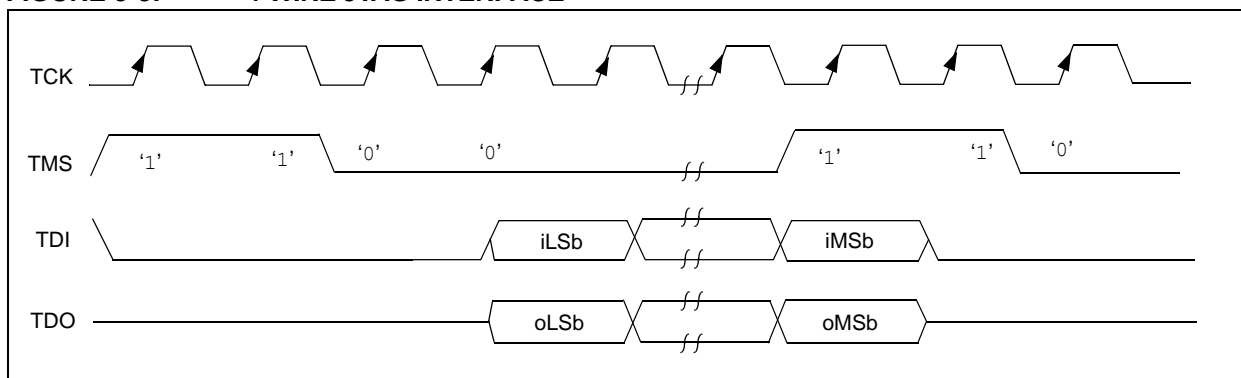 TCK
TMS ‘1’ ‘1’ ‘0’ ‘0’ ‘1’ ‘1’ ‘0’
TDI iLSb iMSb
TDO oLSb oMSb